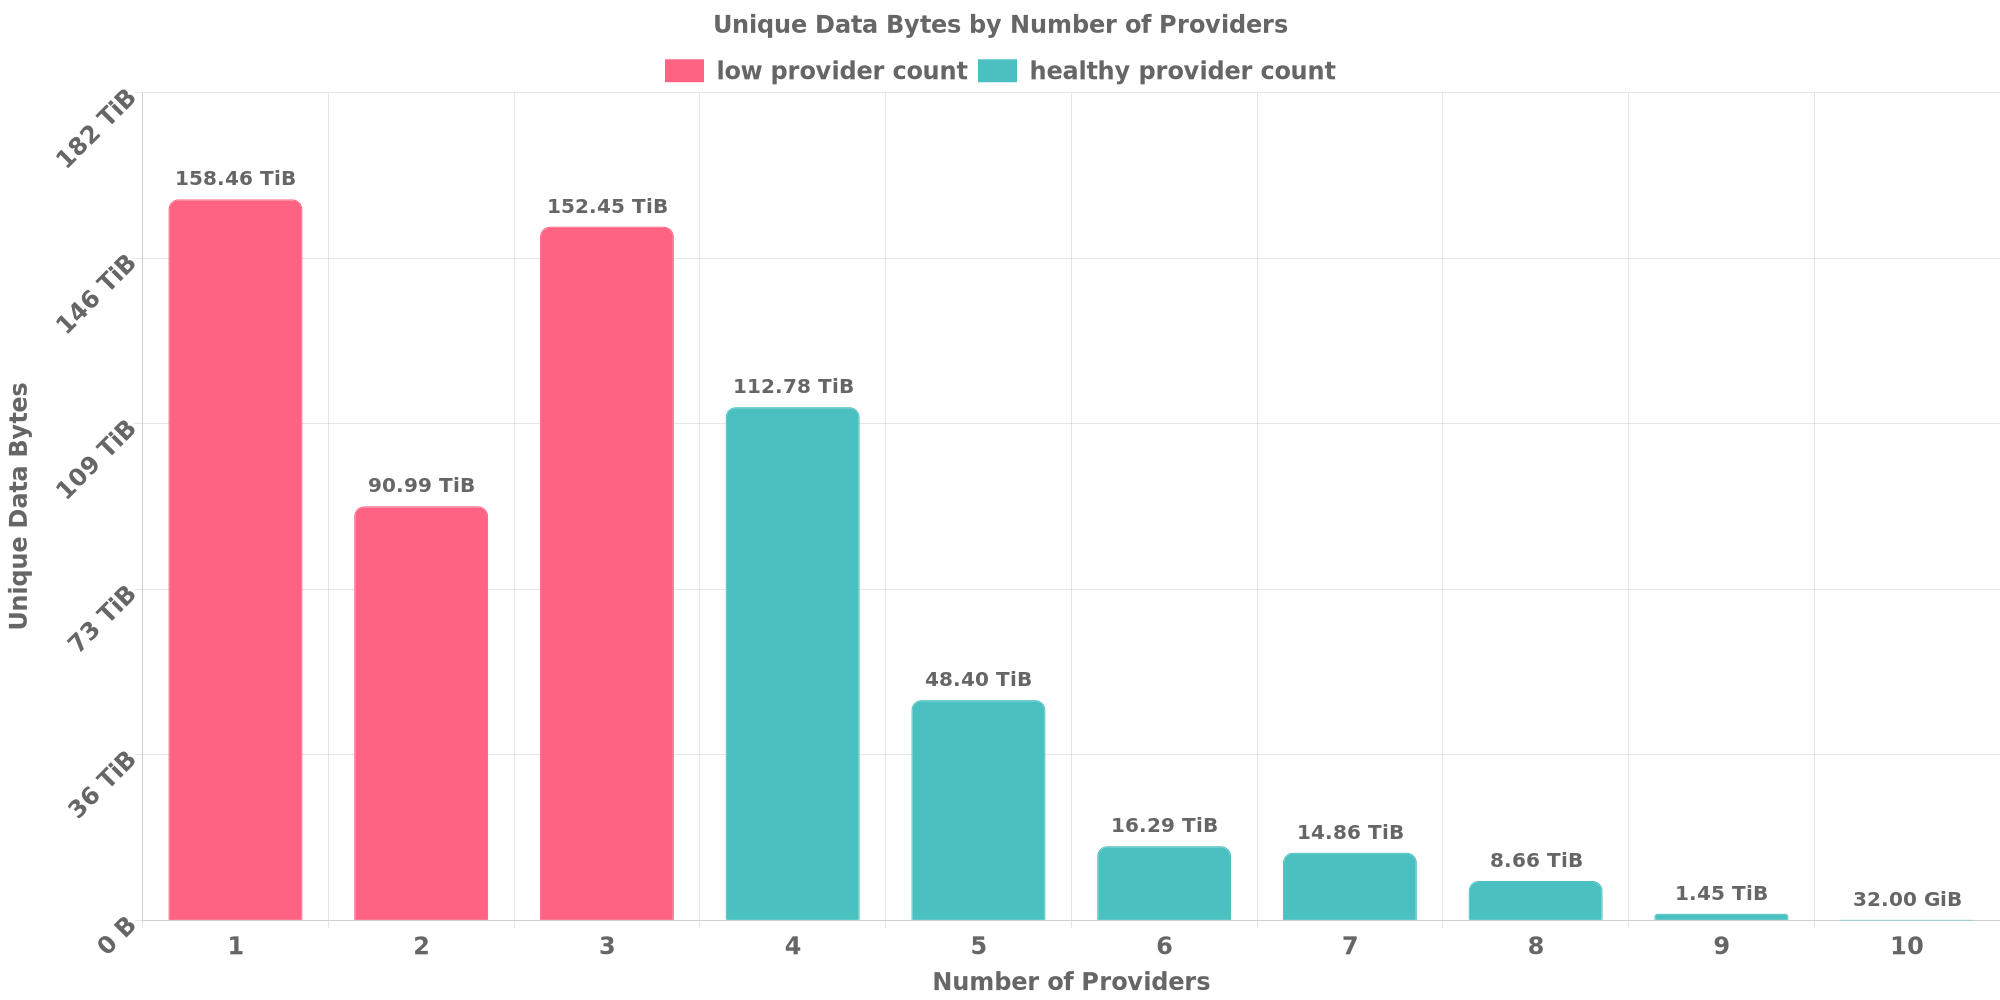 Unique Data Bytes by Number of Providers
low provider count healthy provider count
182 TiB
146 TiB
109 TiB
73 TiB
36 TiB
0 B
Unique Data Bytes
158.46 TiB
90.99 TiB
152.45 TiB
112.78 TiB
48.40 TiB
16.29 TiB
14.86 TiB
8.66 TiB
1.45 TiB
32.00 GiB
1 2 3 4 5 6 7 8 9 10
Number of Providers